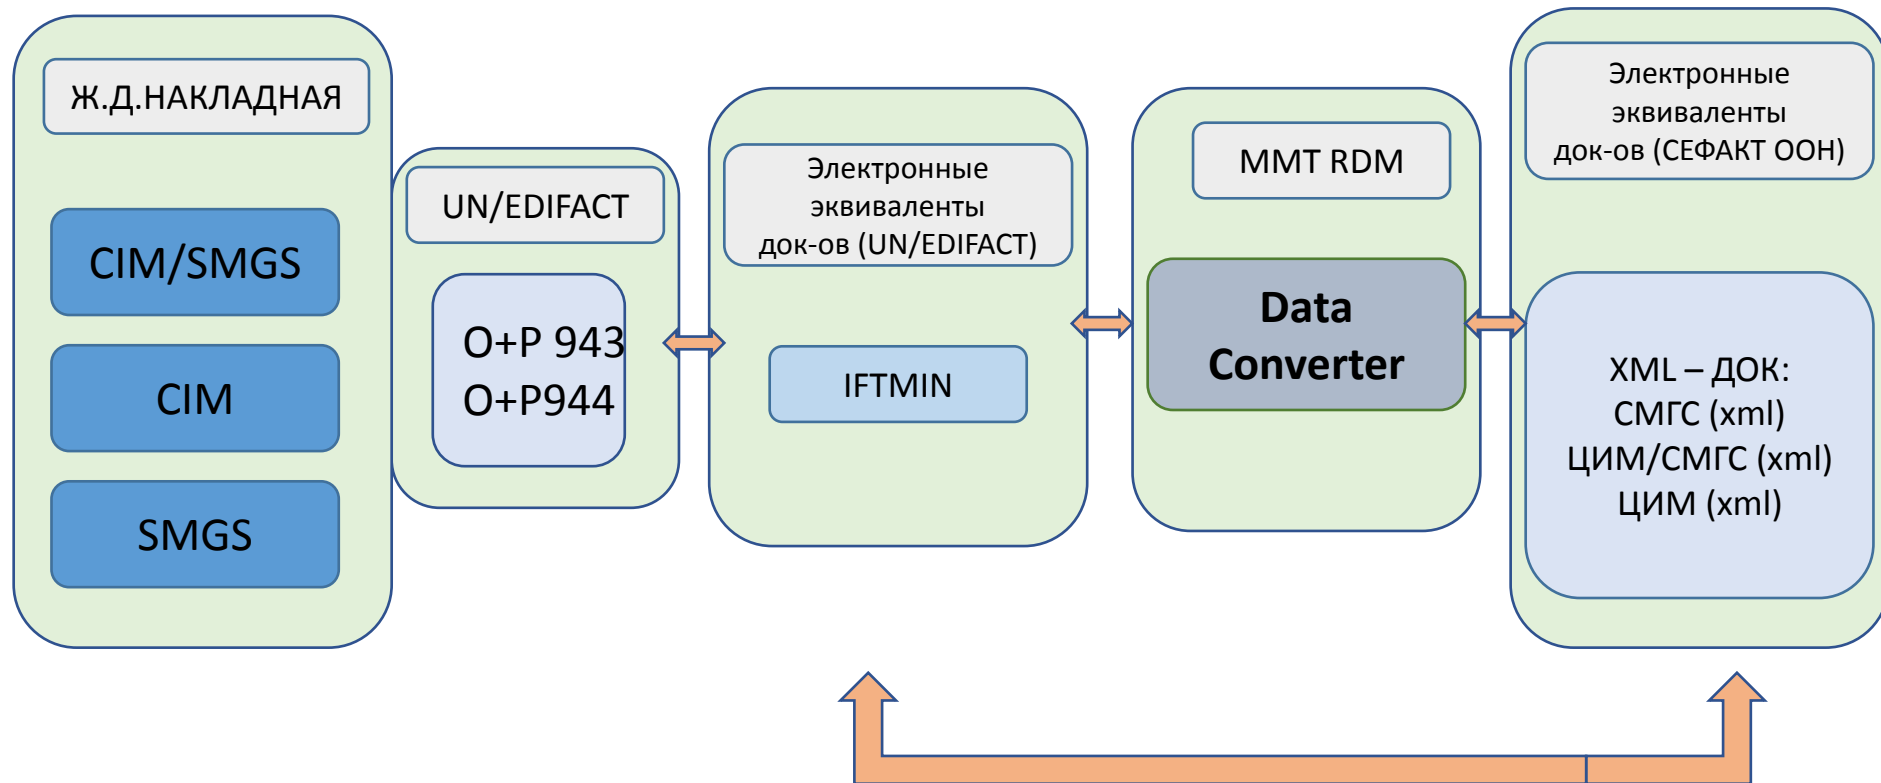 Ж.Д.НАКЛАДНАЯ
CIM/SMGS
CIM
SMGS
UN/EDIFACT
O+P 943
O+P944
Электронные
эквиваленты
док-ов (UN/EDIFACT)
IFTMIN
MMT RDM
Data
Converter
Электронные
эквиваленты
док-ов (СЕФАКТ ООН)
XML – ДОК:
СМГС (xml)
ЦИМ/СМГС (xml)
ЦИМ (xml)